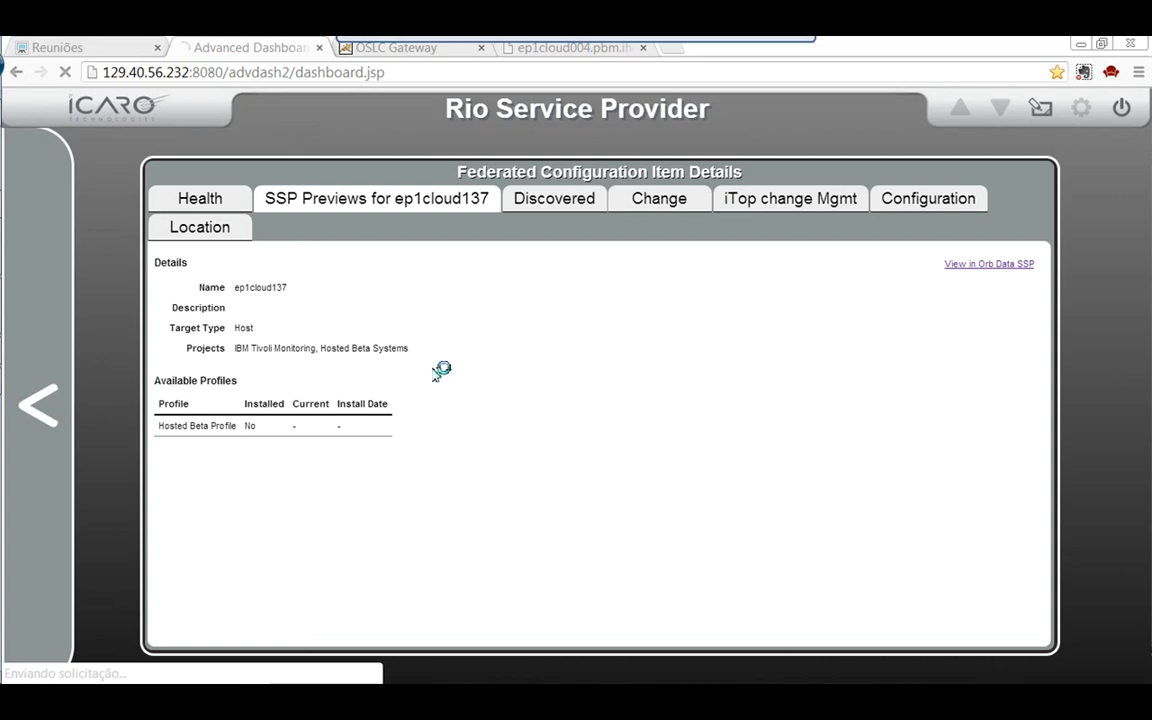 Reuniões
Advanced Dashboar
OSLC Gateway
ep1cloud004.pbm.ih
129.40.56.232:8080/advdash2/dashboard.jsp
iCARO
TECHNOLOGIES
Rio Service Provider
Federated Configuration Item Details
Health
SSP Previews for ep1cloud137
Discovered
Change
iTop change Mgmt
Configuration
Location
Details
View in Orb Data SSP
Name ep1cloud137
Description
Target Type Host
Projects IBM Tivoli Monitoring, Hosted Beta Systems
Available Profiles
Profile Installed Current Install Date
Hosted Beta Profile No - -
Enviando solicitação...